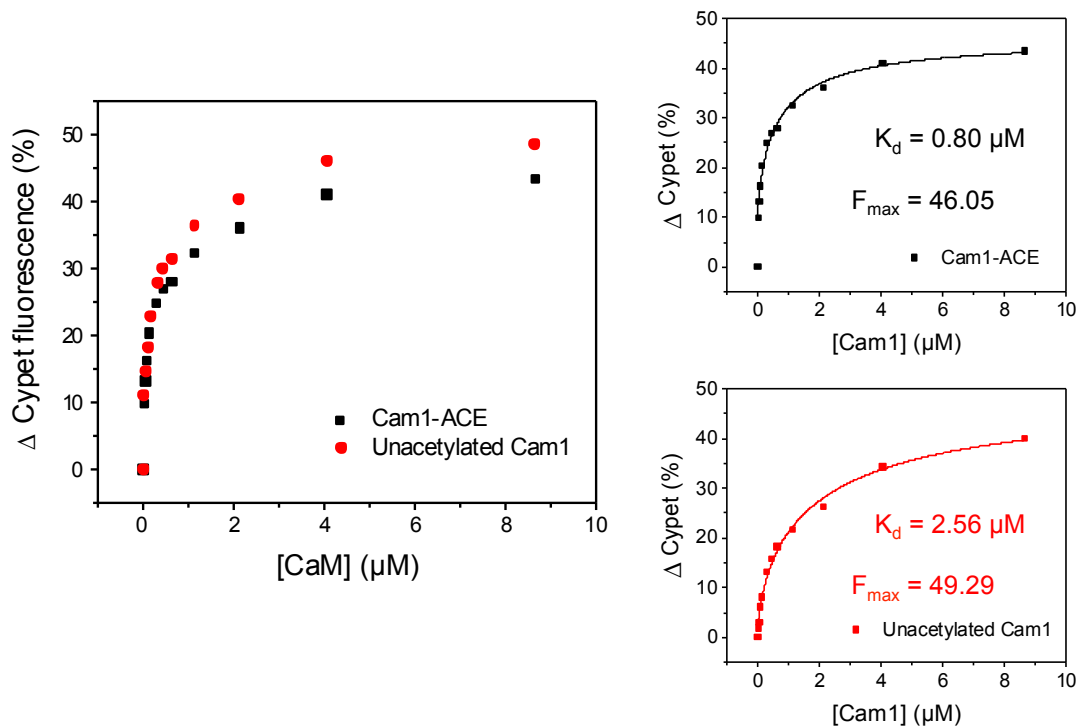 Δ Cypet fluorescence (%)
50
40
30
20
10
0
Cam1-ACE
Unacetylated Cam1
0 2 4 6 8 10
[CaM] (µM)
Δ Cypet (%)
50
40
30
20
10
0
Kd = 0.80 µM
Fmax = 46.05
Cam1-ACE
0 2 4 6 8 10
[Cam1] (µM)
Δ Cypet (%)
50
40
30
20
10
0
Kd = 2.56 µM
Fmax = 49.29
Unacetylated Cam1
0 2 4 6 8 10
[Cam1] (µM)